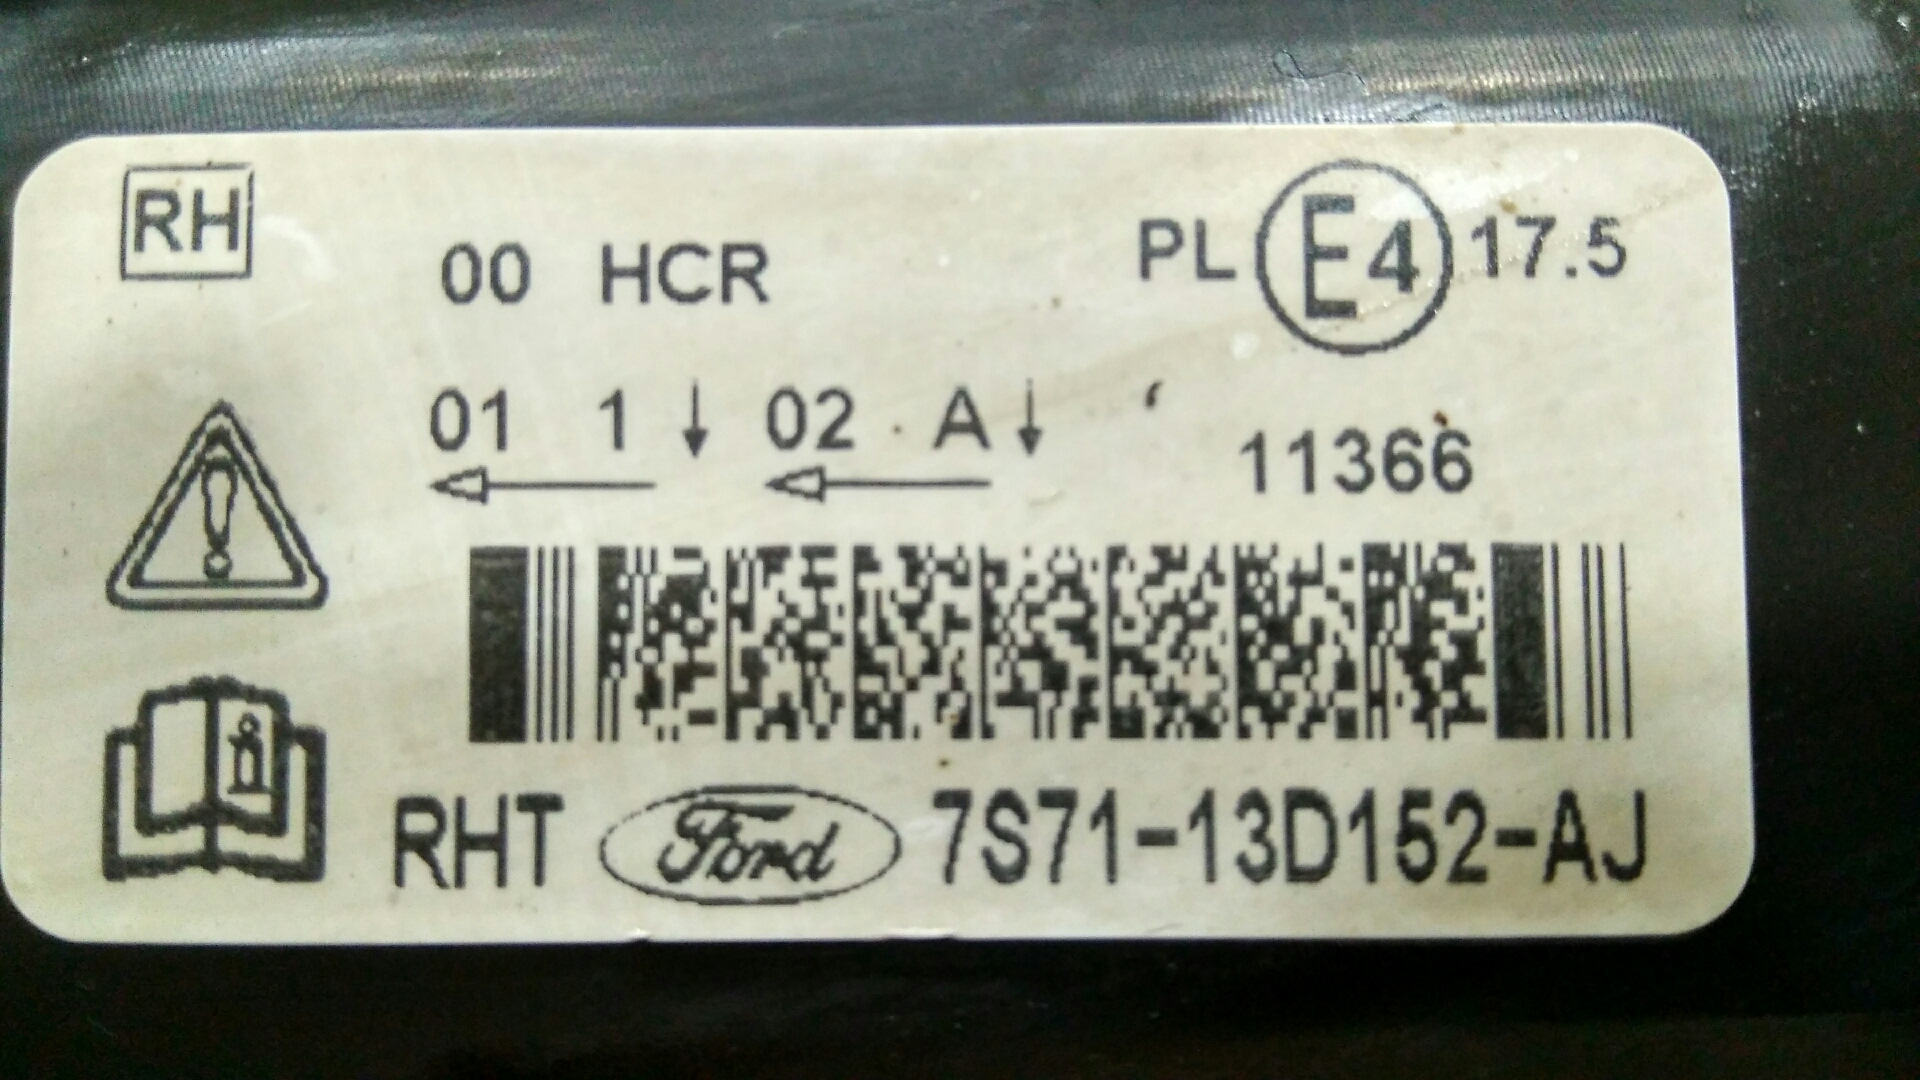 RH
00 HCR PL E4 17.5
01 1↓ 02 A↓
← ←
11366
RHT Ford 7S71-13D152-AJ